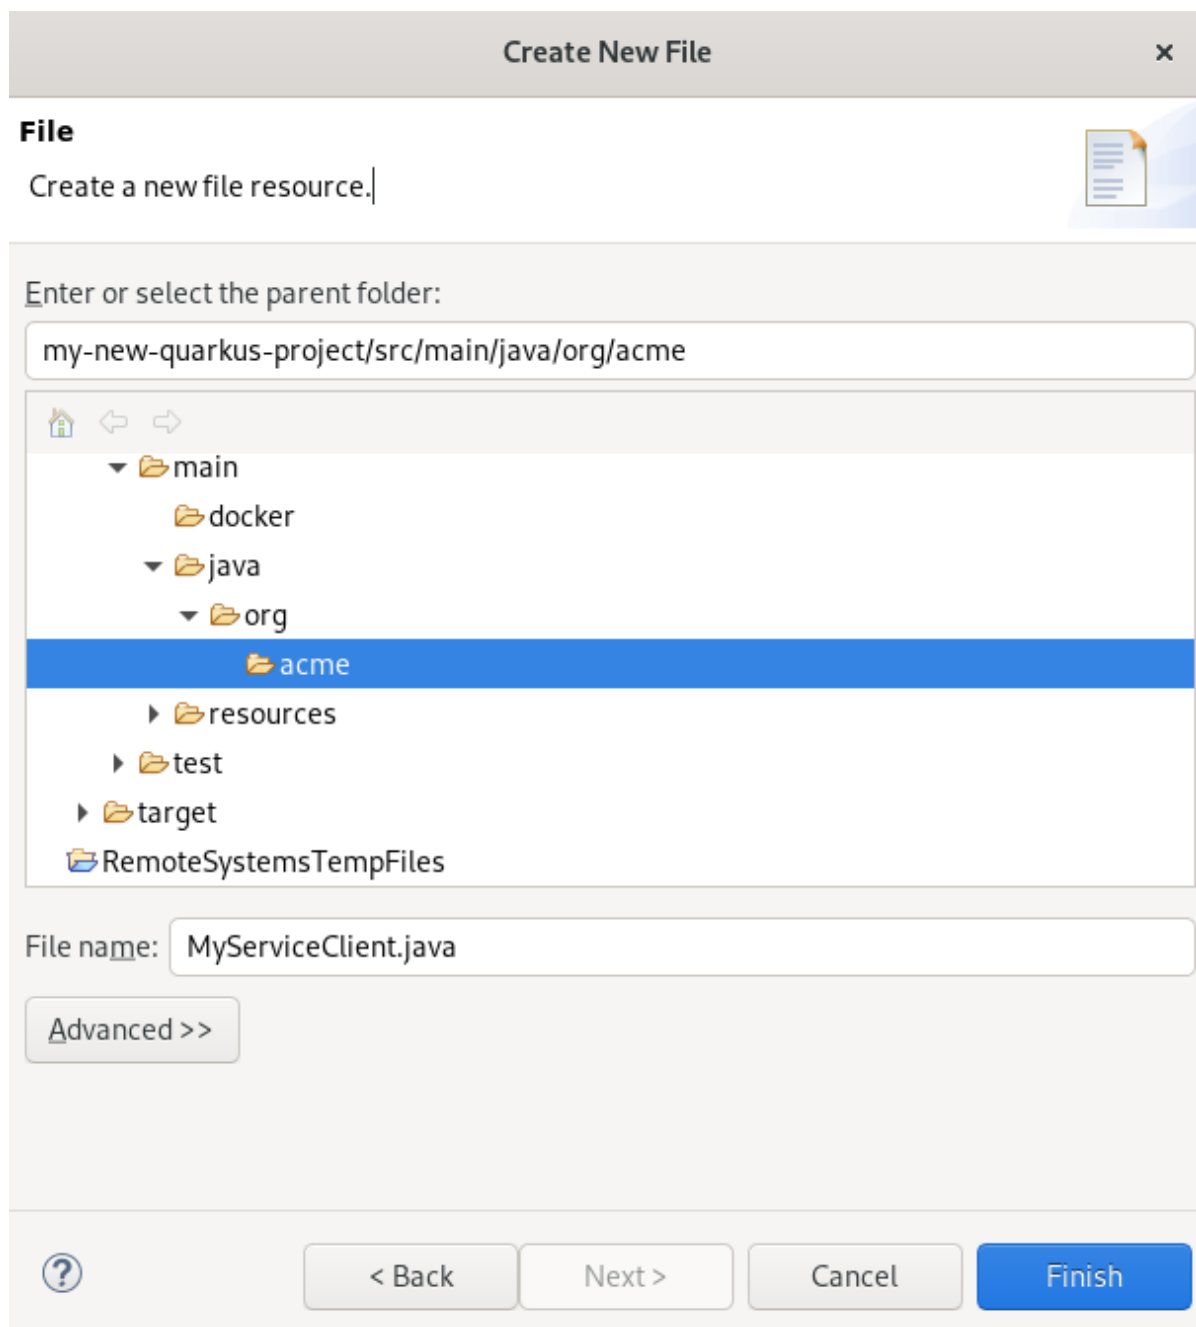 Create New File
File
Create a new file resource.
Enter or select the parent folder:
my-new-quarkus-project/src/main/java/org/acme
main
docker
java
org
acme
resources
test
target
RemoteSystemsTempFiles
File name: MyServiceClient.java
Advanced >>
< Back Next > Cancel Finish